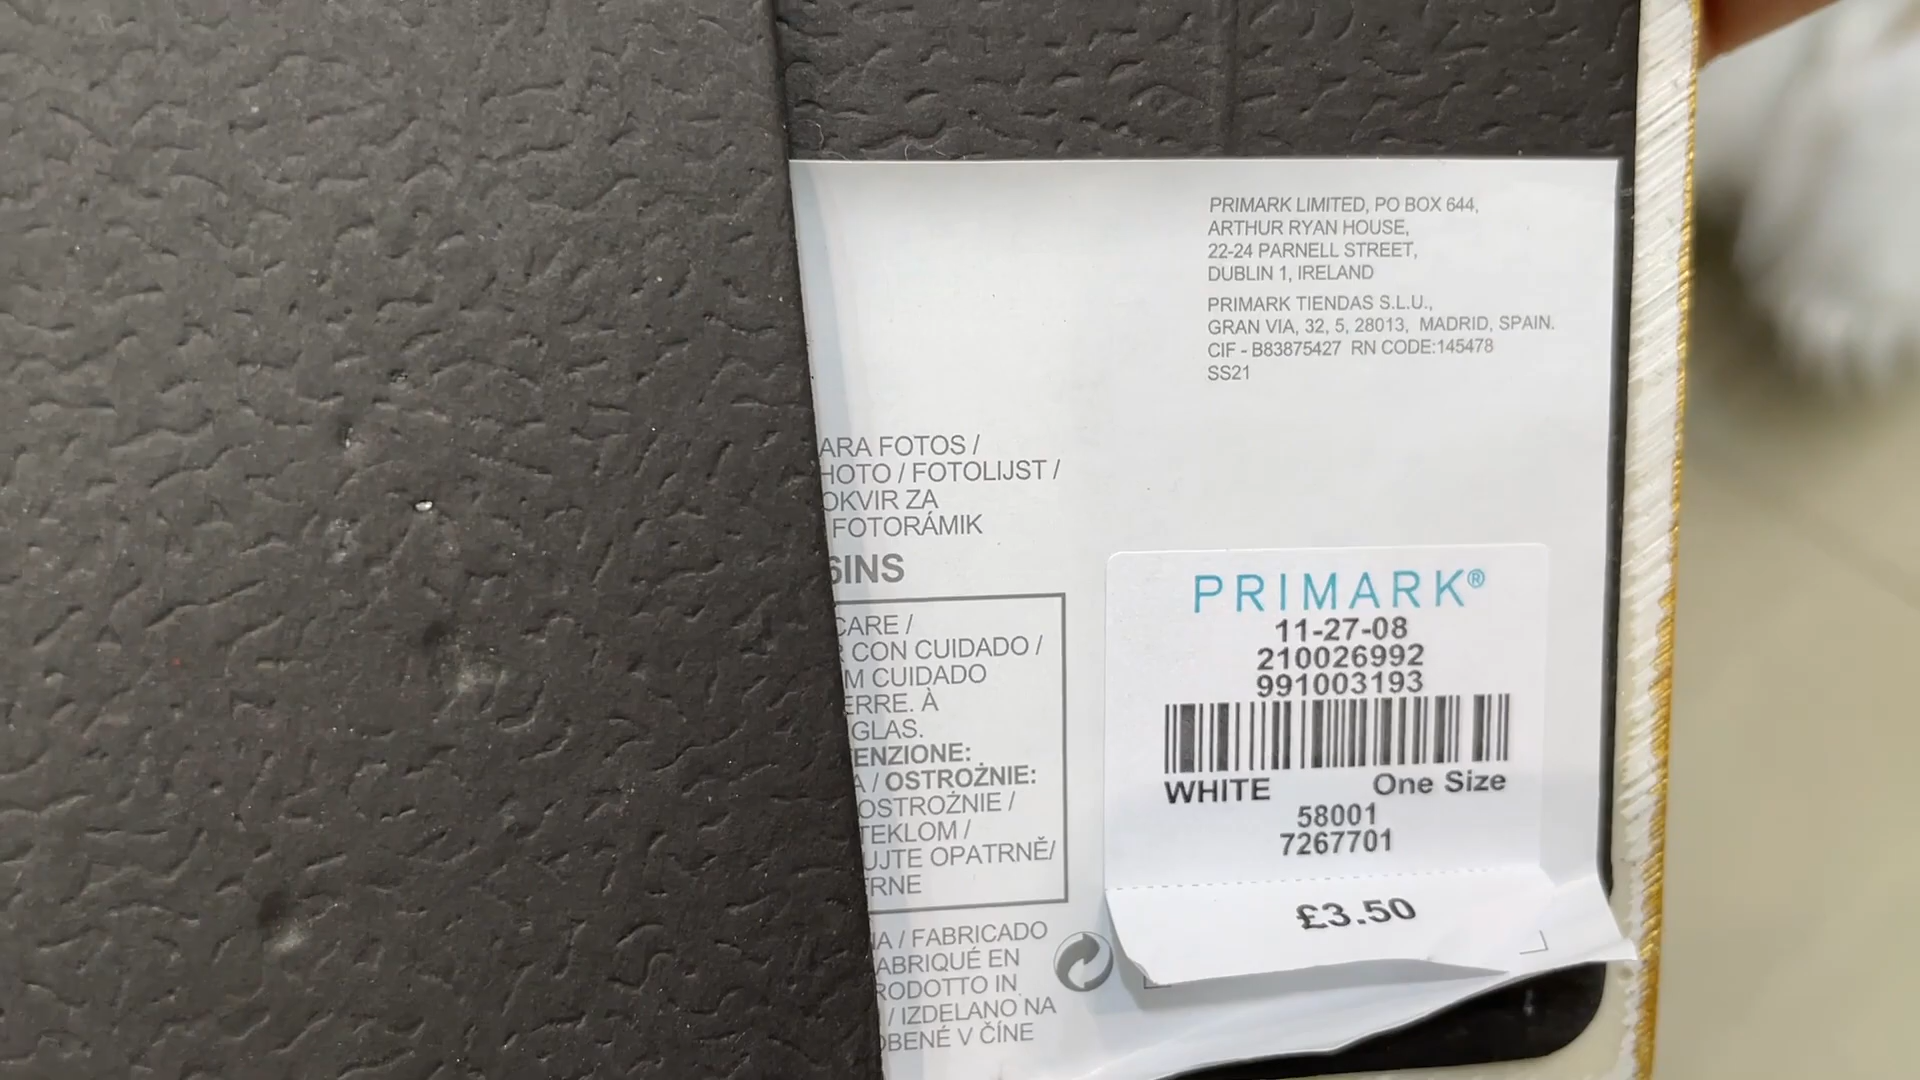 PRIMARK LIMITED, PO BOX 644,
ARTHUR RYAN HOUSE,
22-24 PARNELL STREET,
DUBLIN 1, IRELAND
PRIMARK TIENDAS S.L.U.,
GRAN VIA, 32, 5, 28013, MADRID, SPAIN.
CIF - B83875427 RN CODE:145478
SS21
ARA FOTOS /
HOTO / FOTOLIJST /
OKVIR ZA
FOTORÁMIK
SINS
CARE /
R CON CUIDADO /
M CUIDADO
ERRE. À
GLAS.
TENZIONE:
A / OSTROŻNIE:
OSTROŻNIE /
TEKLOM /
UJTE OPATRNĚ/
TRNE
NA / FABRICADO
ABRIQUÉ EN
RODOTTO IN
/ IZDELANO NA
OBENÉ V ČÍNE
PRIMARK®
11-27-08
210026992
991003193
WHITE One Size
58001
7267701
£3.50